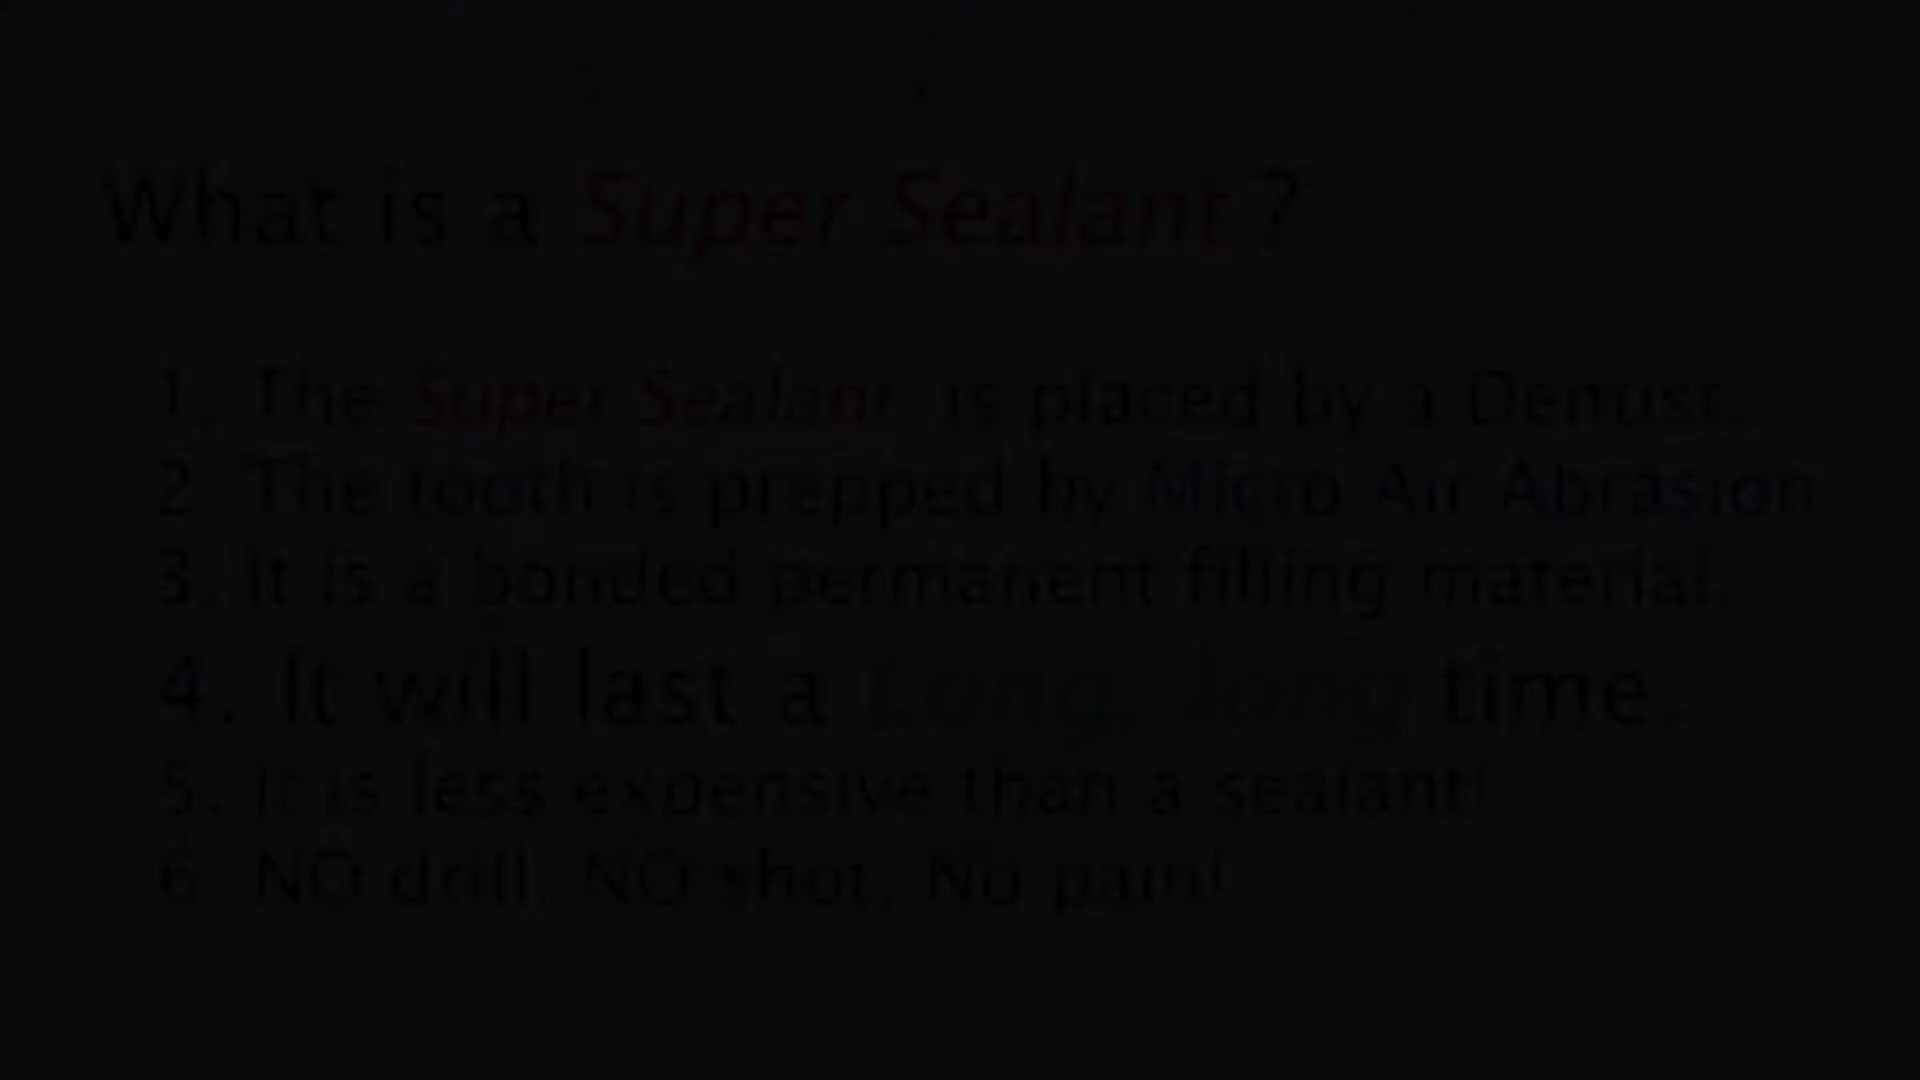 What is a Super Sealant ?
1. The Super Sealant is placed by a Dentist.
2. The tooth is prepped by Micro Air Abrasion.
3. It is a bonded permanent filling material.
4. It will last a Long, long time.
5. It is less expensive than a sealant!
6. NO drill. NO shot. No pain!